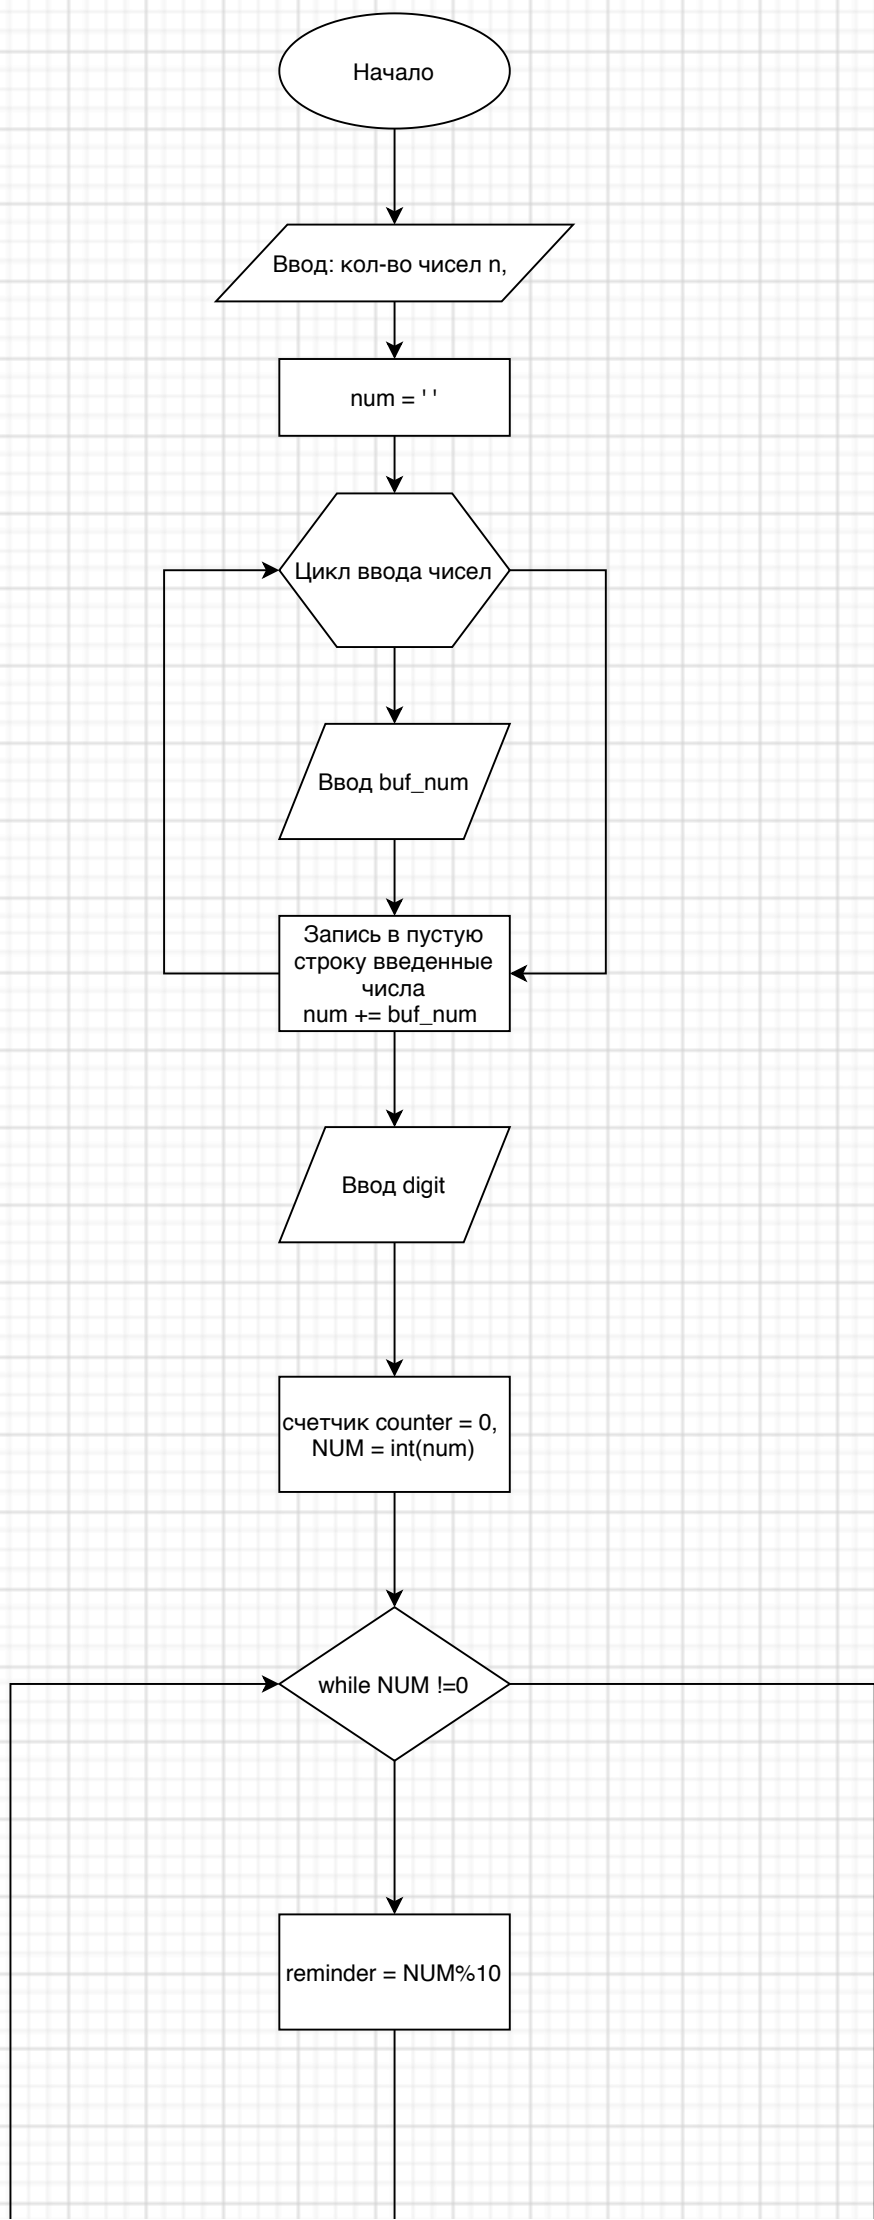 Начало
Ввод: кол-во чисел n,
num = ' '
Цикл ввода чисел
Ввод buf_num
Запись в пустую
строку введенные
числа
num += buf_num
Ввод digit
счетчик counter = 0,
NUM = int(num)
while NUM !=0
reminder = NUM%10